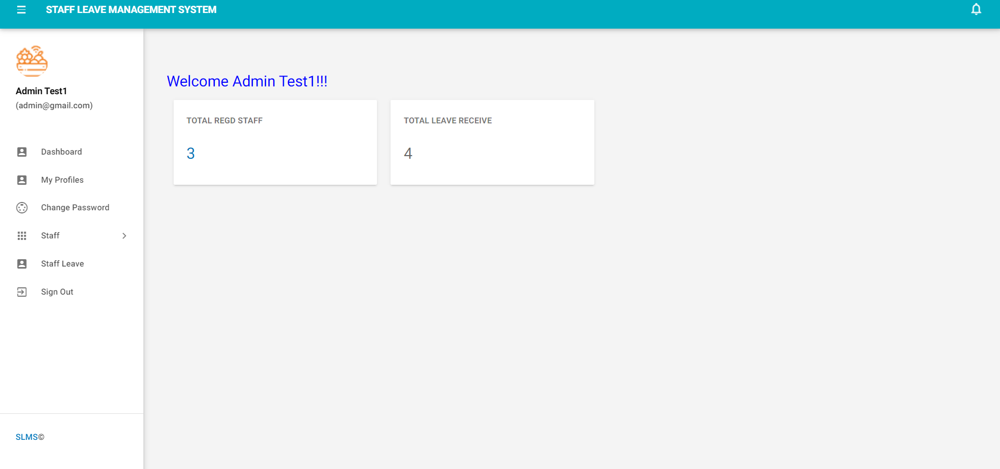 STAFF LEAVE MANAGEMENT SYSTEM
Admin Test1
(admin@gmail.com)
Dashboard
My Profiles
Change Password
Staff
Staff Leave
Sign Out
SLMS©
Welcome Admin Test1!!!
TOTAL REGD STAFF
3
TOTAL LEAVE RECEIVE
4